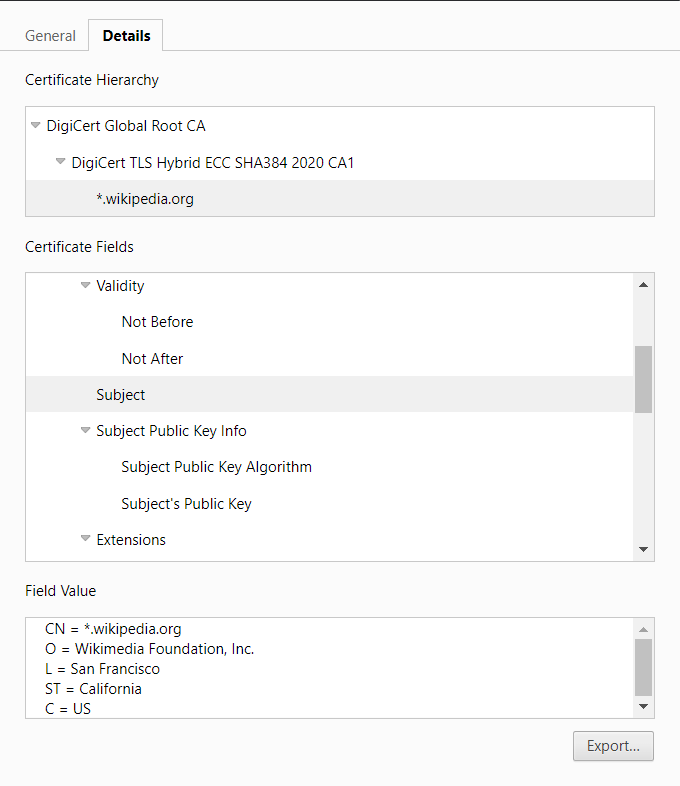 General Details
Certificate Hierarchy
DigiCert Global Root CA
DigiCert TLS Hybrid ECC SHA384 2020 CA1
*.wikipedia.org
Certificate Fields
Validity
Not Before
Not After
Subject
Subject Public Key Info
Subject Public Key Algorithm
Subject's Public Key
Extensions
Field Value
CN = *.wikipedia.org
O = Wikimedia Foundation, Inc.
L = San Francisco
ST = California
C = US
Export...